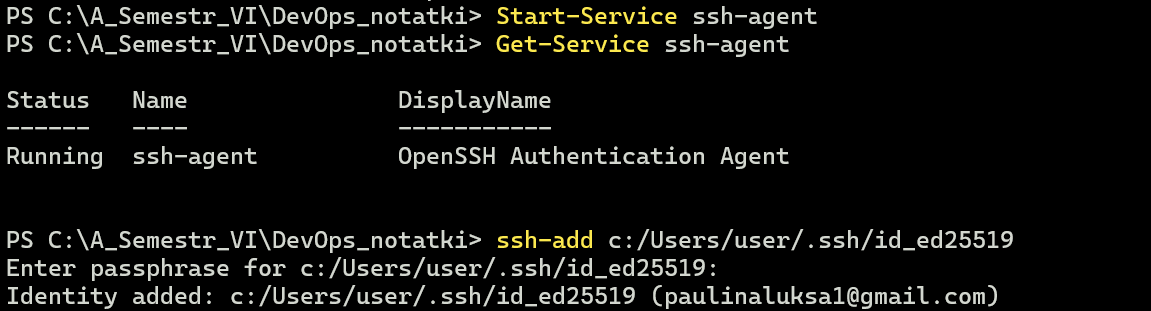 PS C:\A_Semestr_VI\DevOps_notatki> Start-Service ssh-agent
PS C:\A_Semestr_VI\DevOps_notatki> Get-Service ssh-agent
Status   Name               DisplayName
------   ----               -----------
Running  ssh-agent          OpenSSH Authentication Agent
PS C:\A_Semestr_VI\DevOps_notatki> ssh-add c:/Users/user/.ssh/id_ed25519
Enter passphrase for c:/Users/user/.ssh/id_ed25519:
Identity added: c:/Users/user/.ssh/id_ed25519 (paulinaluksa1@gmail.com)